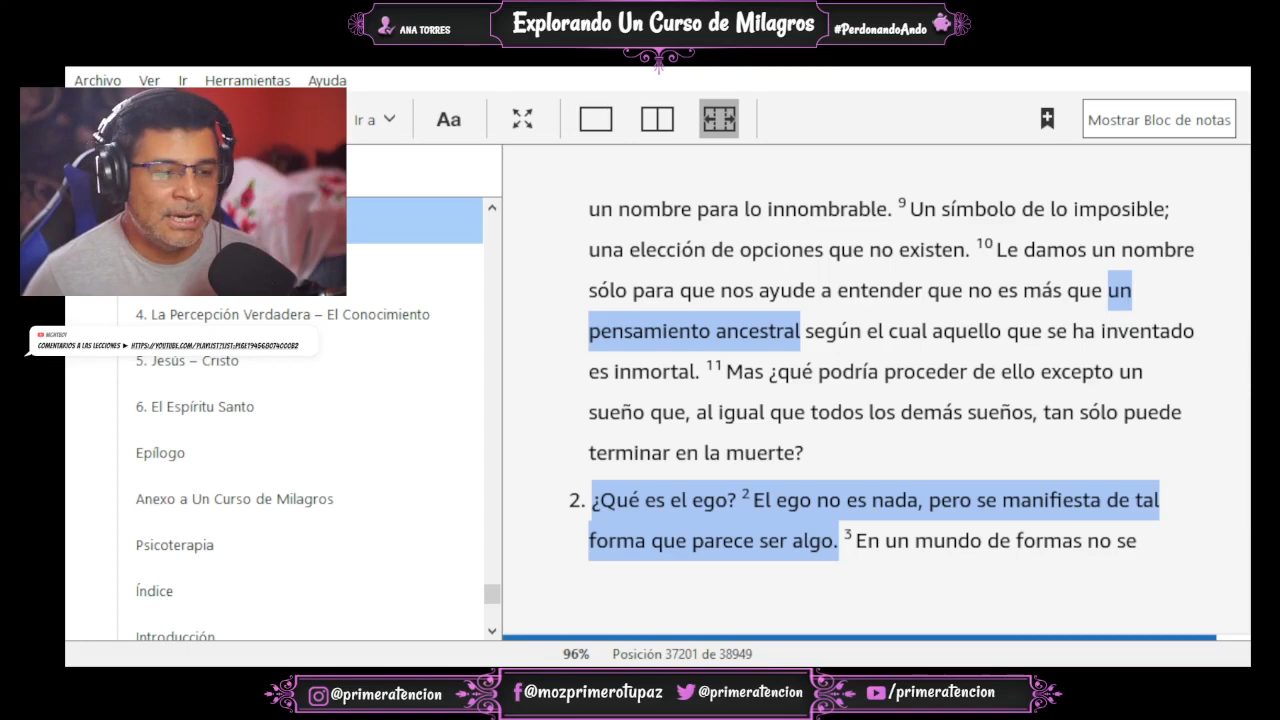 ANA TORRES
Explorando Un Curso de Milagros
#PerdonandoAndo
Archivo Ver Ir Herramientas Ayuda
Ir a
Aa
Mostrar Bloc de notas
4. La Percepción Verdadera – El Conocimiento
NIGHTBOT
COMENTARIOS A LAS LECCIONES ►
5. Jesús – Cristo
6. El Espíritu Santo
Epílogo
Anexo a Un Curso de Milagros
Psicoterapia
Índice
Introducción
un nombre para lo innombrable. 9 Un símbolo de lo imposible;
una elección de opciones que no existen. 10 Le damos un nombre
sólo para que nos ayude a entender que no es más que un
pensamiento ancestral según el cual aquello que se ha inventado
es inmortal. 11 Mas ¿qué podría proceder de ello excepto un
sueño que, al igual que todos los demás sueños, tan sólo puede
terminar en la muerte?
2. ¿Qué es el ego? 2 El ego no es nada, pero se manifiesta de tal
forma que parece ser algo. 3 En un mundo de formas no se
96% Posición 37201 de 38949
@primeratencion
@mozprimerotupaz
@primeratencion
/primeratencion